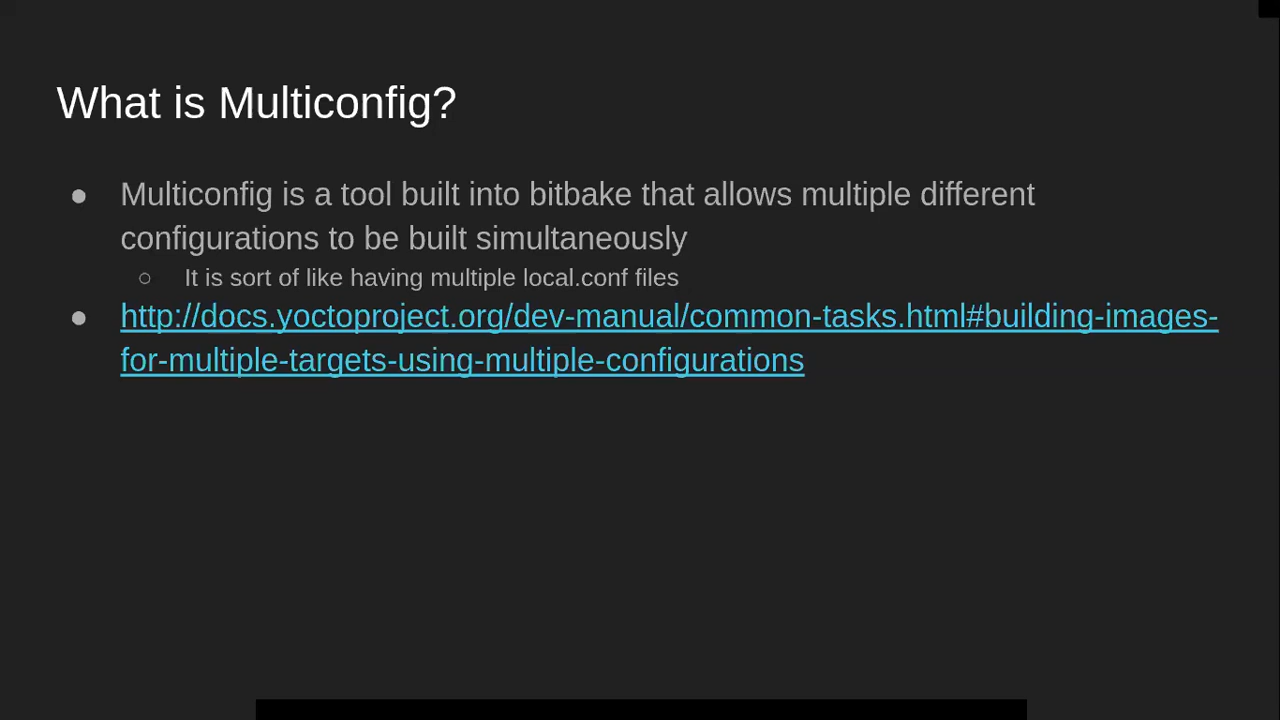 What is Multiconfig?
● Multiconfig is a tool built into bitbake that allows multiple different
configurations to be built simultaneously
○ It is sort of like having multiple local.conf files
● http://docs.yoctoproject.org/dev-manual/common-tasks.html#building-images-
for-multiple-targets-using-multiple-configurations